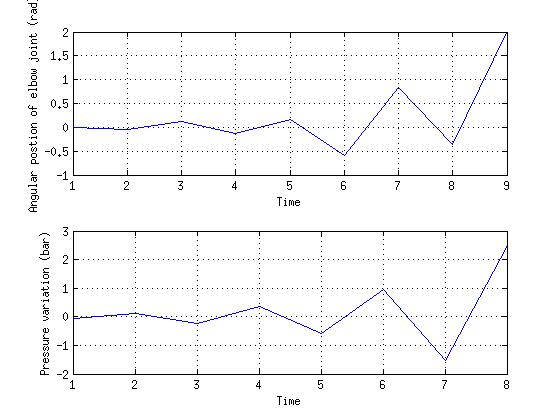 Angular postion of elbow joint (rad)
2
1.5
1
0.5
0
-0.5
-1
1 2 3 4 5 6 7 8 9
Time
Pressure variation (bar)
3
2
1
0
-1
-2
1 2 3 4 5 6 7 8
Time